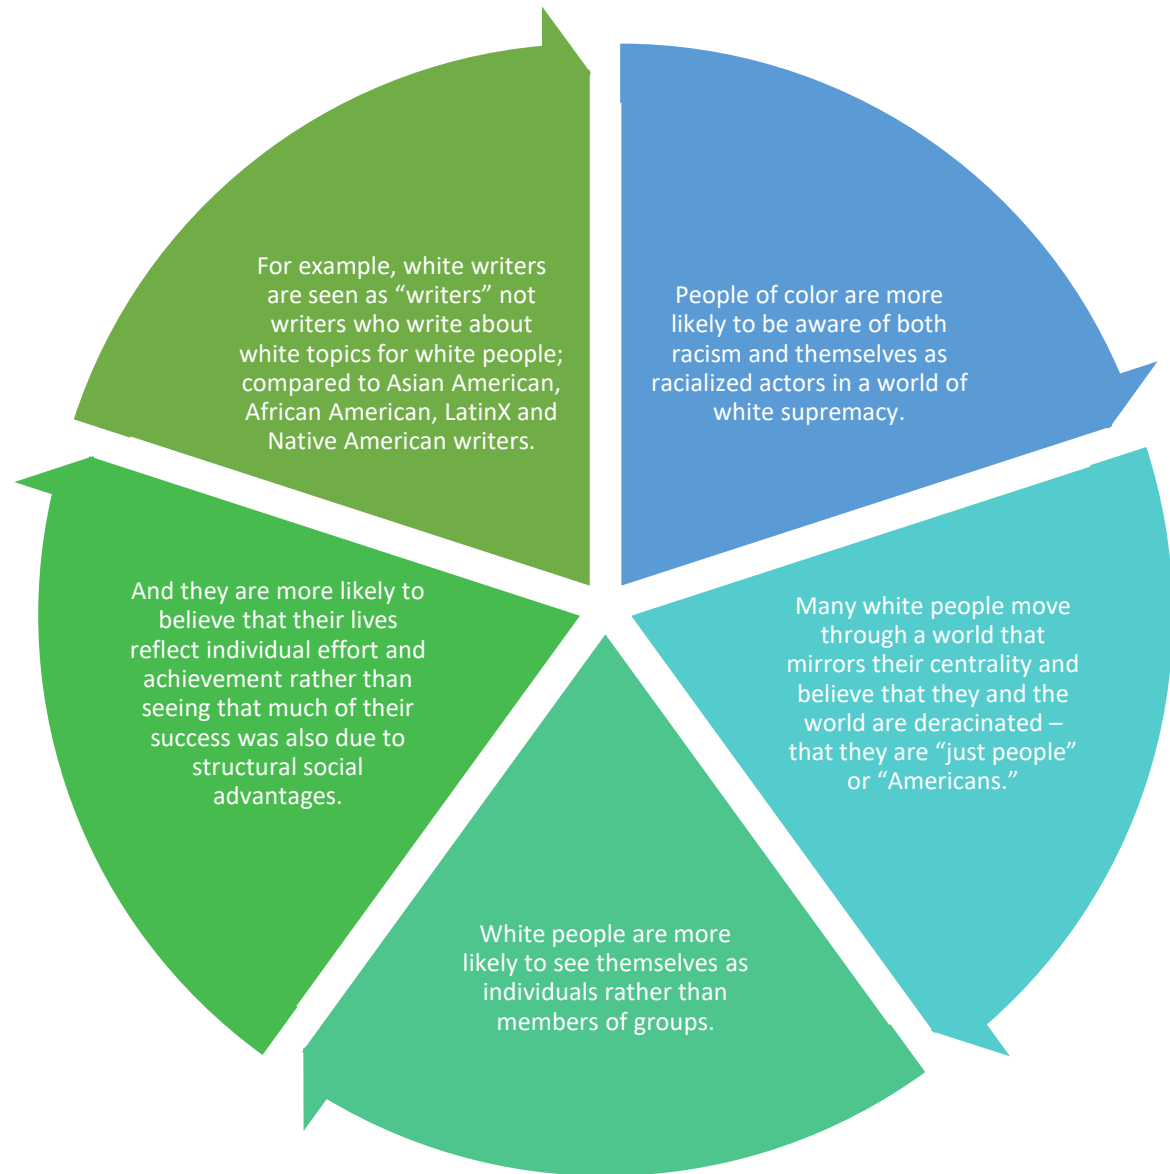 People of color are more
likely to be aware of both
racism and themselves as
racialized actors in a world of
white supremacy.
Many white people move
through a world that
mirrors their centrality and
believe that they and the
world are deracinated –
that they are “just people”
or “Americans.”
White people are more
likely to see themselves as
individuals rather than
members of groups.
And they are more likely to
believe that their lives
reflect individual effort and
achievement rather than
seeing that much of their
success was also due to
structural social
advantages.
For example, white writers
are seen as “writers” not
writers who write about
white topics for white people;
compared to Asian American,
African American, LatinX and
Native American writers.